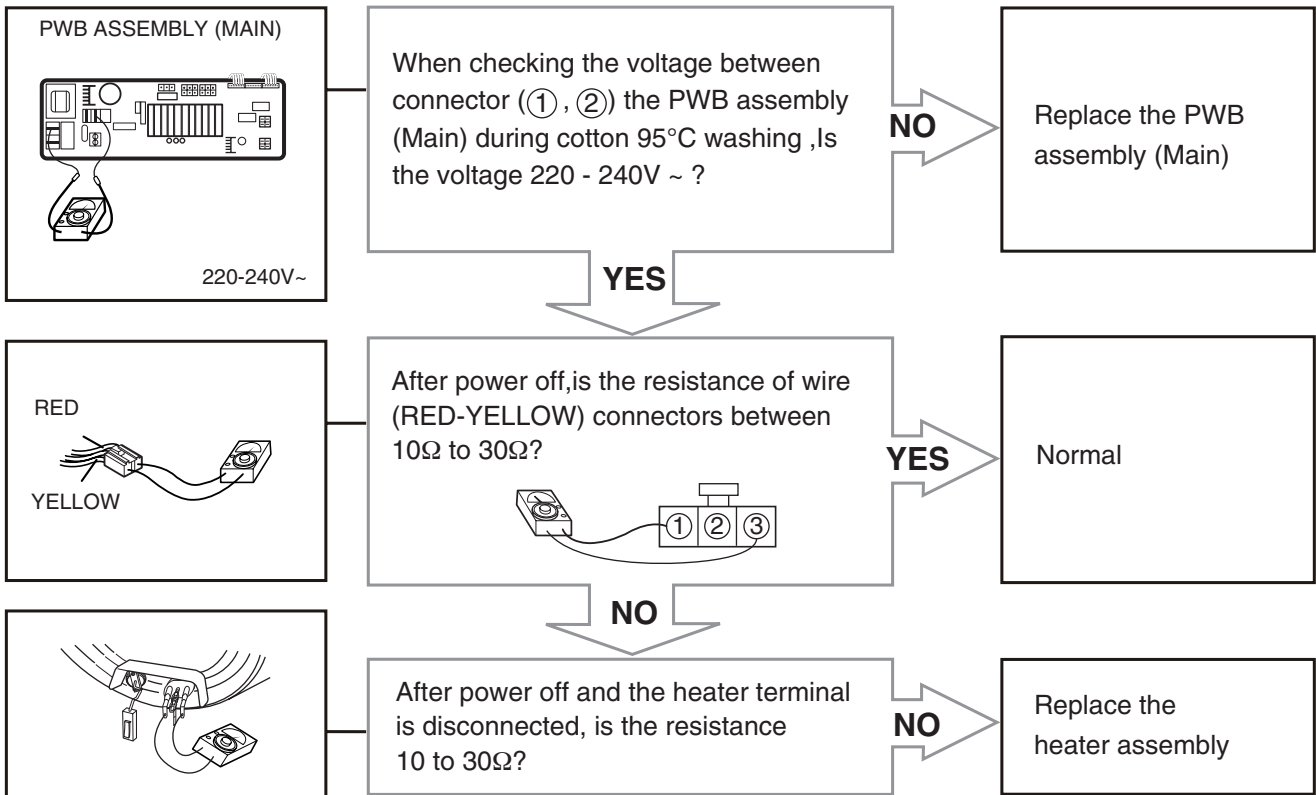 PWB ASSEMBLY (MAIN)
220-240V~
When checking the voltage between
connector (① , ②) the PWB assembly
(Main) during cotton 95°C washing ,Is
the voltage 220 - 240V ~ ?
NO
Replace the PWB
assembly (Main)
YES
RED
YELLOW
After power off,is the resistance of wire
(RED-YELLOW) connectors between
10Ω to 30Ω?
① ② ③
YES
Normal
NO
After power off and the heater terminal
is disconnected, is the resistance
10 to 30Ω?
NO
Replace the
heater assembly